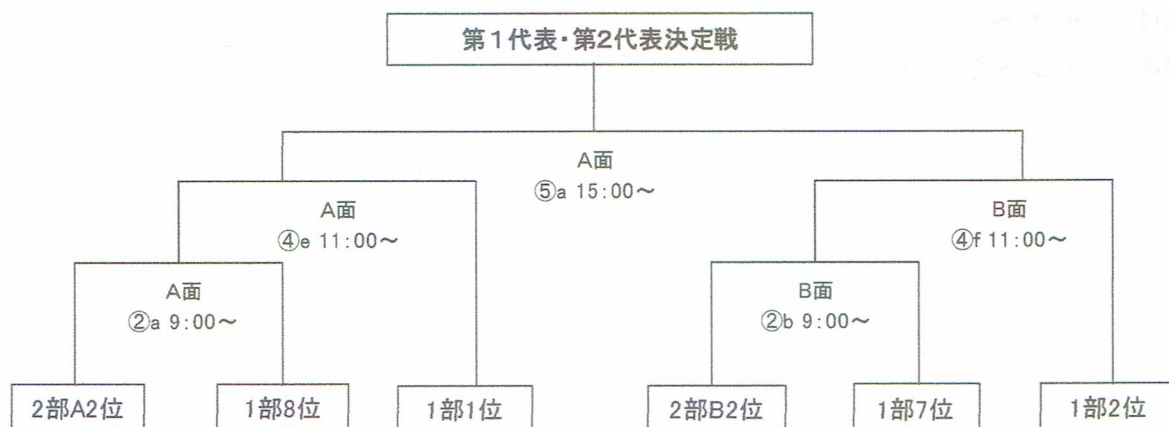 第1代表・第2代表決定戦
A面
⑤a 15:00～
A面
④e 11:00～
B面
④f 11:00～
A面
②a 9:00～
B面
②b 9:00～
2部A2位
1部8位
1部1位
2部B2位
1部7位
1部2位